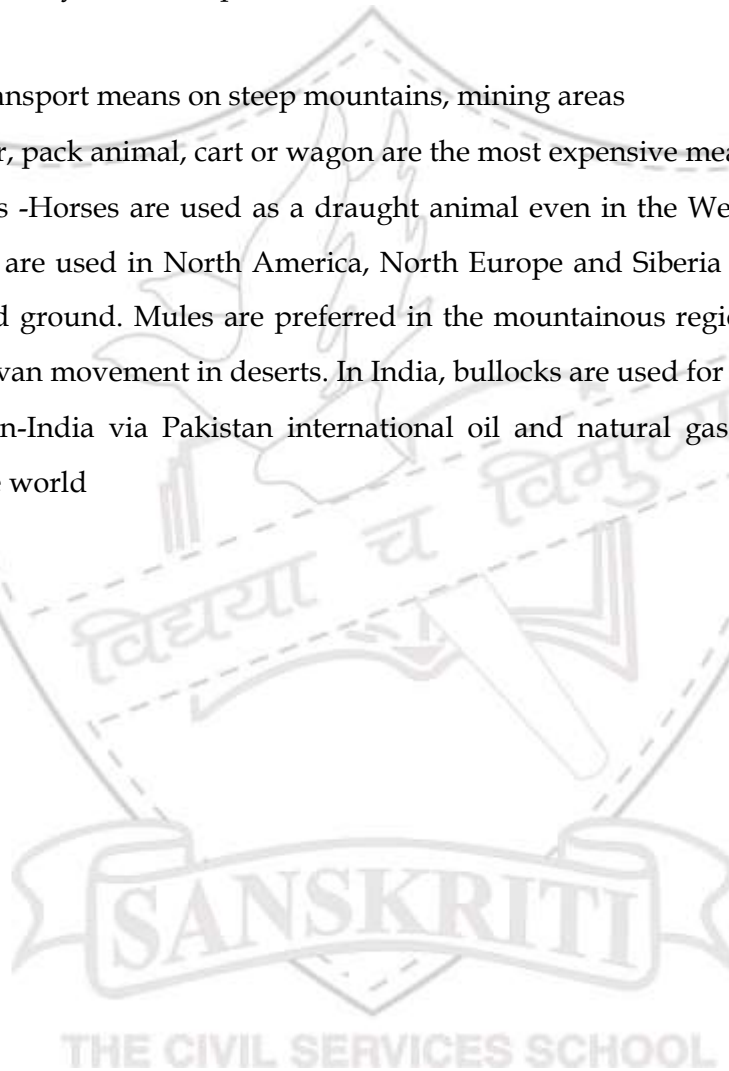 ansport means on steep mountains, mining areas
r, pack animal, cart or wagon are the most expensive mea
s -Horses are used as a draught animal even in the We
are used in North America, North Europe and Siberia
d ground. Mules are preferred in the mountainous regi
van movement in deserts. In India, bullocks are used for
n-India via Pakistan international oil and natural gas
e world
विद्यया च विमु
SANSKRITI
THE CIVIL SERVICES SCHOOL